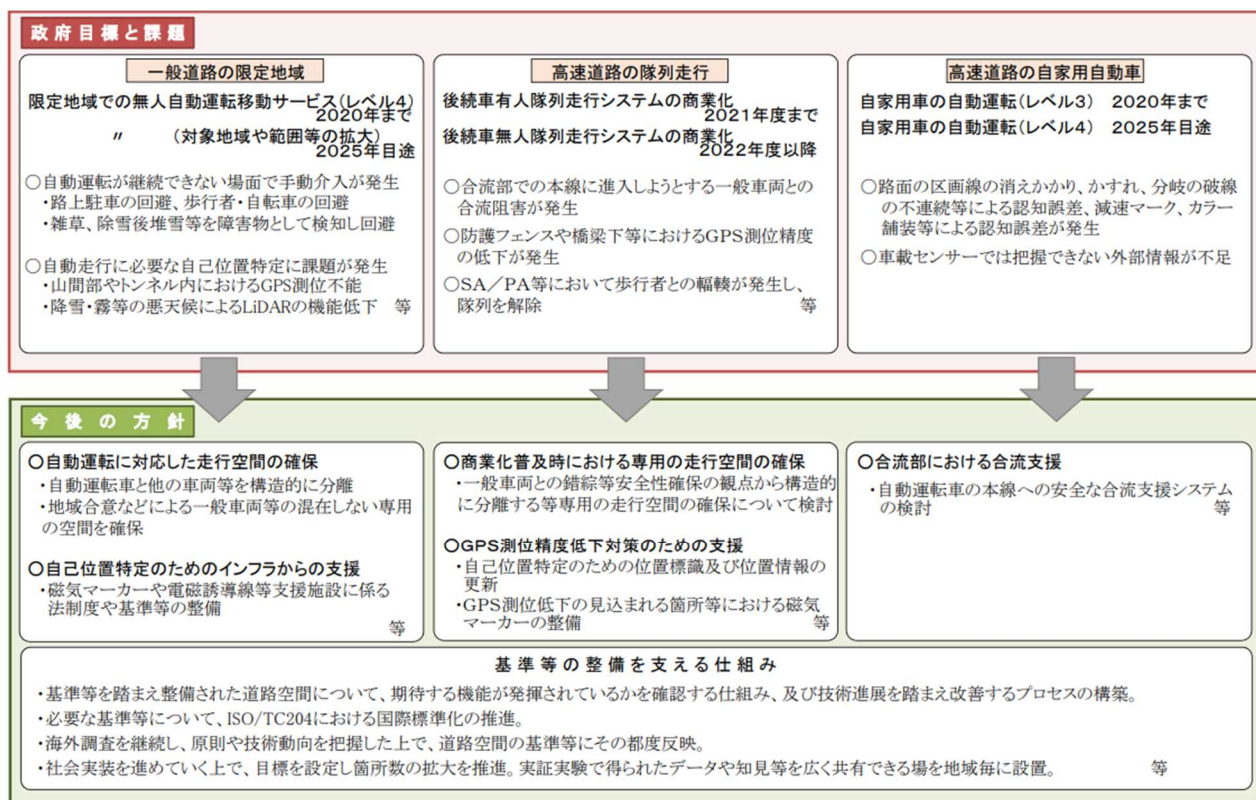 政府目標と課題
一般道路の限定地域
限定地域での無人自動運転移動サービス(レベル4)
2020年まで
〃 (対象地域や範囲等の拡大)
2025年目途
○自動運転が継続できない場面で手動介入が発生
・路上駐車の回避、歩行者・自転車の回避
・雑草、除雪後堆雪等を障害物として検知し回避
○自動走行に必要な自己位置特定に課題が発生
・山間部やトンネル内におけるGPS測位不能
・降雪・霧等の悪天候によるLiDARの機能低下 等
高速道路の隊列走行
後続車有人隊列走行システムの商業化
2021年度まで
後続車無人隊列走行システムの商業化
2022年度以降
○合流部での本線に進入しようとする一般車両との
合流阻害が発生
○防護フェンスや橋梁下等におけるGPS測位精度
の低下が発生
○SA/PA等において歩行者との輻輳が発生し、
隊列を解除 等
高速道路の自家用自動車
自家用車の自動運転(レベル3) 2020年まで
自家用車の自動運転(レベル4) 2025年目途
○路面の区画線の消えかかり、かすれ、分岐の破線
の不連続等による認知誤差、減速マーク、カラー
舗装等による認知誤差が発生
○車載センサーでは把握できない外部情報が不足
今後の方針
○自動運転に対応した走行空間の確保
・自動運転車と他の車両等を構造的に分離
・地域合意などによる一般車両等の混在しない専用
の空間を確保
○自己位置特定のためのインフラからの支援
・磁気マーカーや電磁誘導線等支援施設に係る
法制度や基準等の整備
等
○商業化普及時における専用の走行空間の確保
・一般車両との錯綜等安全性確保の観点から構造的
に分離する等専用の走行空間の確保について検討
○GPS測位精度低下対策のための支援
・自己位置特定のための位置標識及び位置情報の
更新
・GPS測位低下の見込まれる箇所等における磁気
マーカーの整備 等
○合流部における合流支援
・自動運転車の本線への安全な合流支援システム
の検討 等
基準等の整備を支える仕組み
・基準等を踏まえ整備された道路空間について、期待する機能が発揮されているかを確認する仕組み、及び技術進展を踏まえ改善するプロセスの構築。
・必要な基準等について、ISO/TC204における国際標準化の推進。
・海外調査を継続し、原則や技術動向を把握した上で、道路空間の基準等にその都度反映。
・社会実装を進めていく上で、目標を設定し箇所数の拡大を推進。実証実験で得られたデータや知見等を広く共有できる場を地域毎に設置。 等